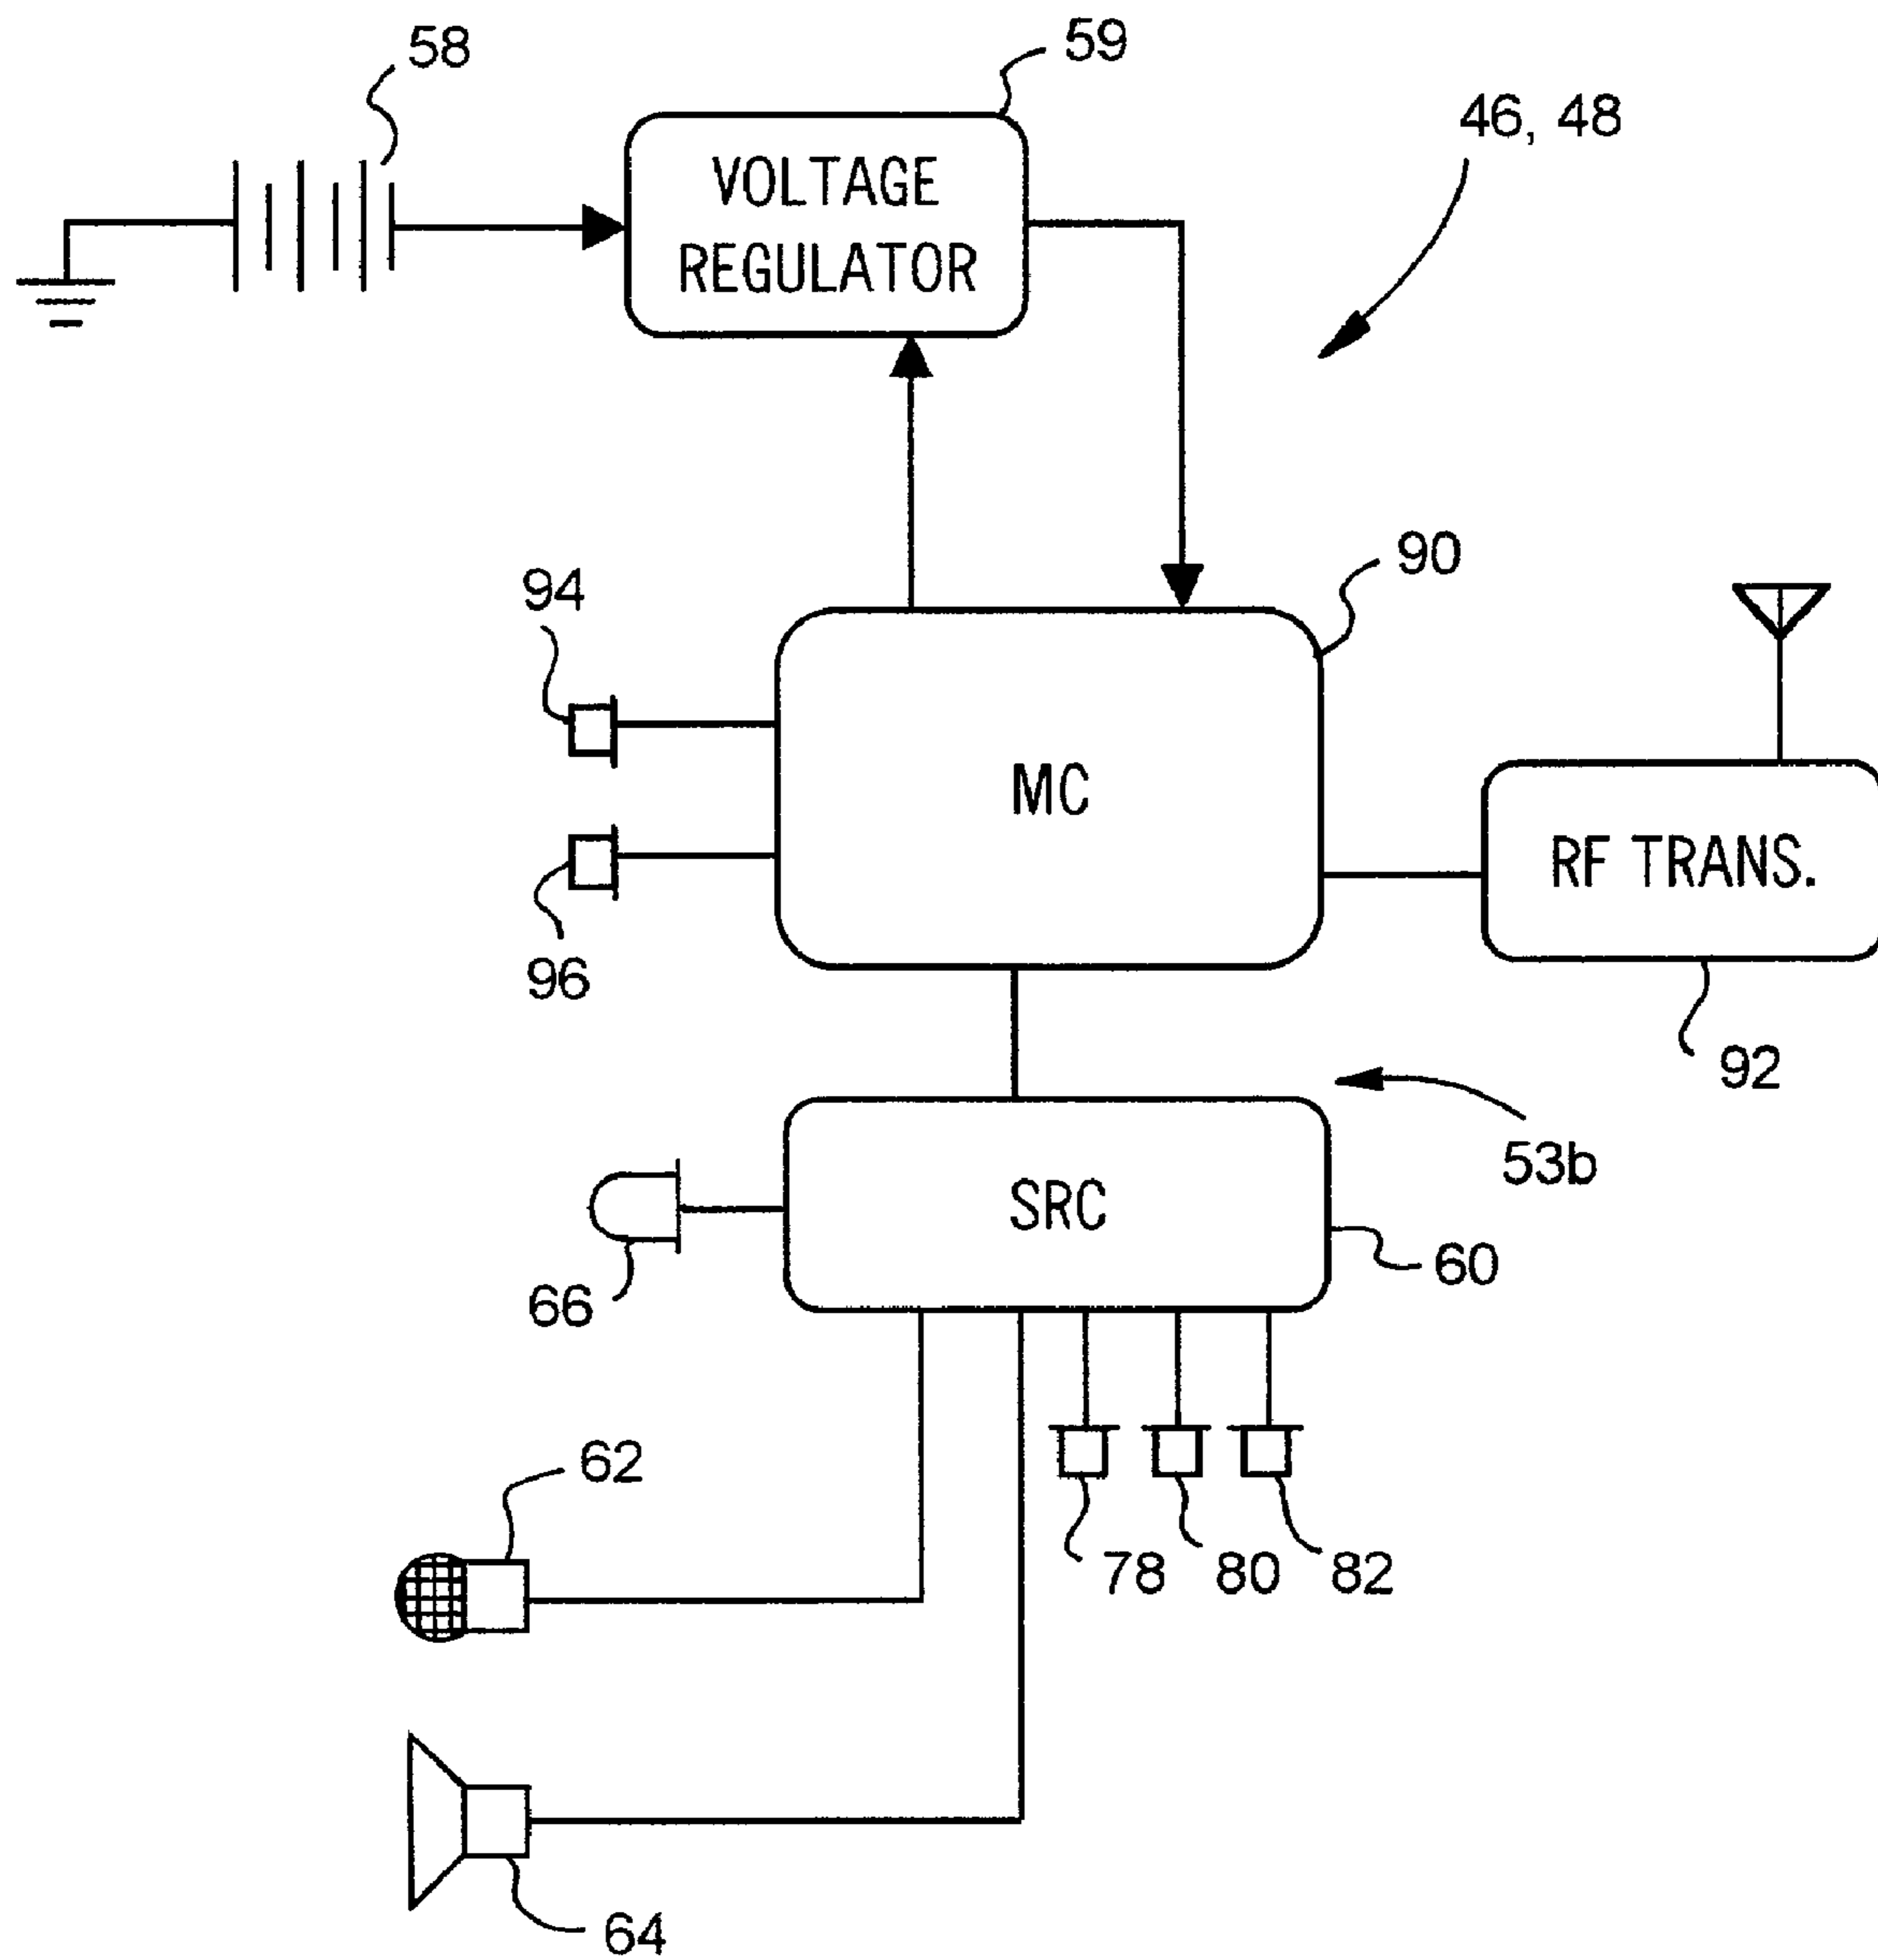 58
59
46, 48
VOLTAGE
REGULATOR
90
94
MC
RF TRANS.
96
92
53b
SRC
60
66
62
78
80
82
64